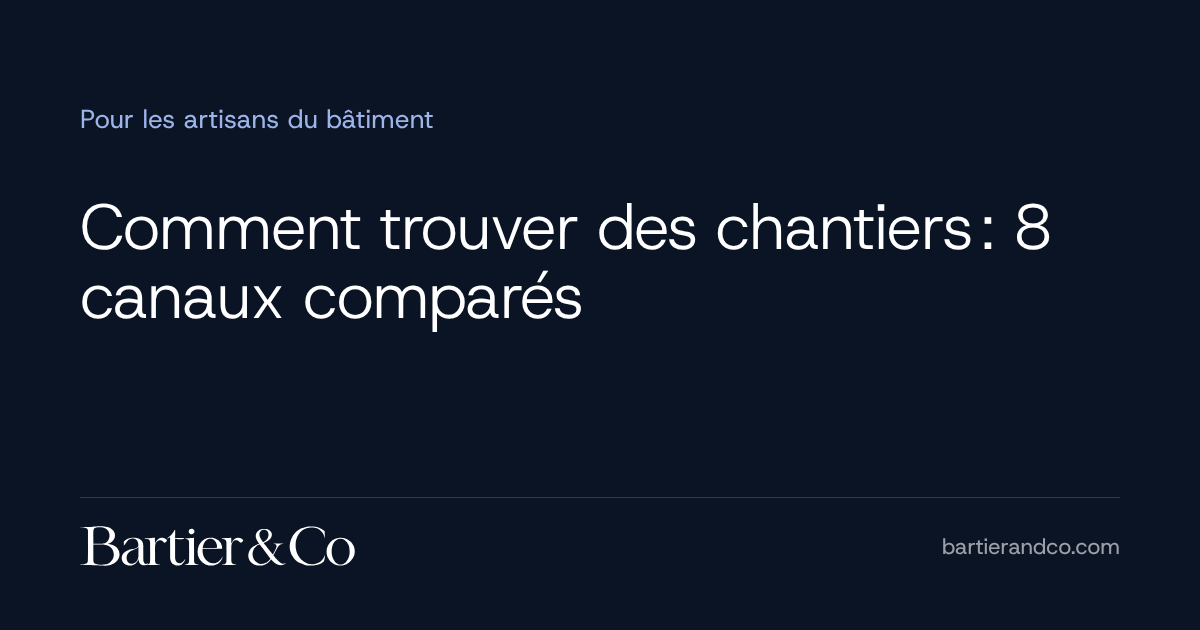 Pour les artisans du bâtiment
Comment trouver des chantiers : 8
canaux comparés
Bartier & Co
bartierandco.com